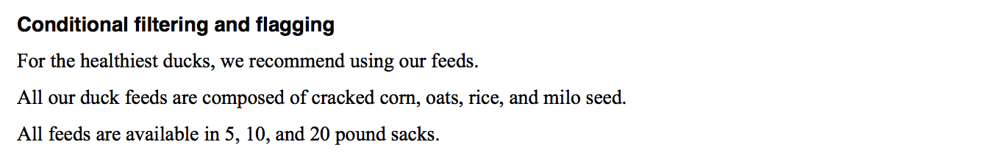 Conditional filtering and flagging
For the healthiest ducks, we recommend using our feeds.
All our duck feeds are composed of cracked corn, oats, rice, and milo seed.
All feeds are available in 5, 10, and 20 pound sacks.